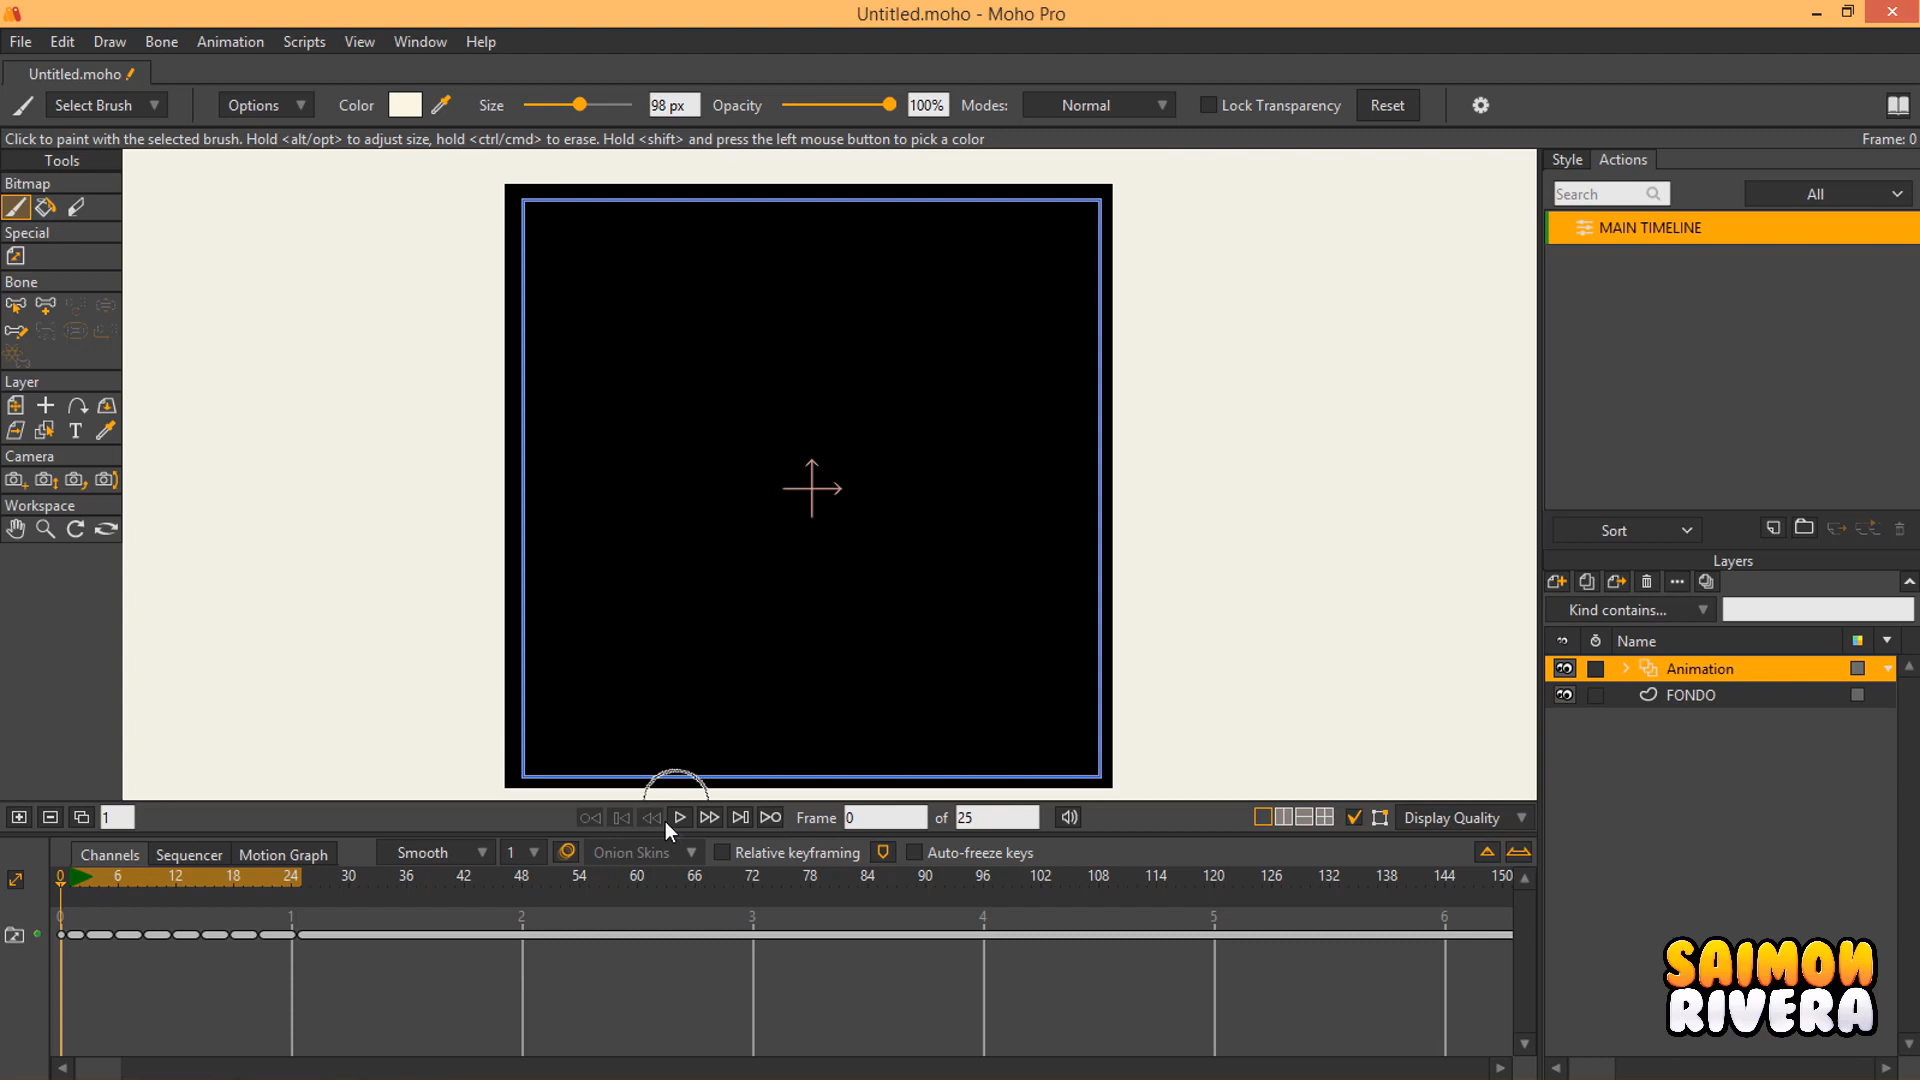 Untitled.moho - Moho Pro
File Edit Draw Bone Animation Scripts View Window Help
Untitled.moho
Select Brush Options Color Size 98 px Opacity 100% Modes: Normal Lock Transparency Reset
Click to paint with the selected brush. Hold <alt/opt> to adjust size, hold <ctrl/cmd> to erase. Hold <shift> and press the left mouse button to pick a color Frame: 0
Tools
Bitmap
Special
Bone
Layer
T
Camera
Workspace
Style Actions
Search All
MAIN TIMELINE
Sort
Layers
Kind contains...
Name
Animation
FONDO
1 Frame 0 of 25 Display Quality
Channels Sequencer Motion Graph Smooth 1 Onion Skins Relative keyframing Auto-freeze keys
0 6 12 18 24 30 36 42 48 54 60 66 72 78 84 90 96 102 108 114 120 126 132 138 144 150
0 1 2 3 4 5 6
SAIMON
RIVERA